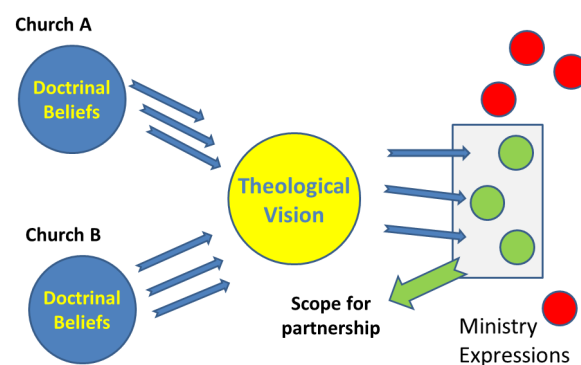 Church A
Doctrinal
Beliefs
Theological
Vision
Church B
Doctrinal
Beliefs
Scope for
partnership
Ministry
Expressions